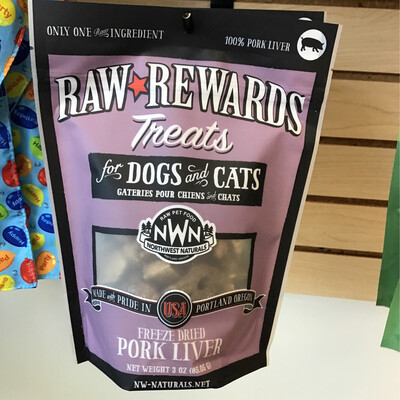 ONLY ONE Raw INGREDIENT
100% PORK LIVER
RAW REWARDS
Treats
for DOGS and CATS
GATERIES POUR CHIENS and CHATS
RAW PET FOOD
NWN
NORTHWEST NATURALS
MADE with PRIDE IN USA PORTLAND OREGON
FREEZE DRIED
PORK LIVER
NET WEIGHT 3 OZ
NW-NATURALS.NET